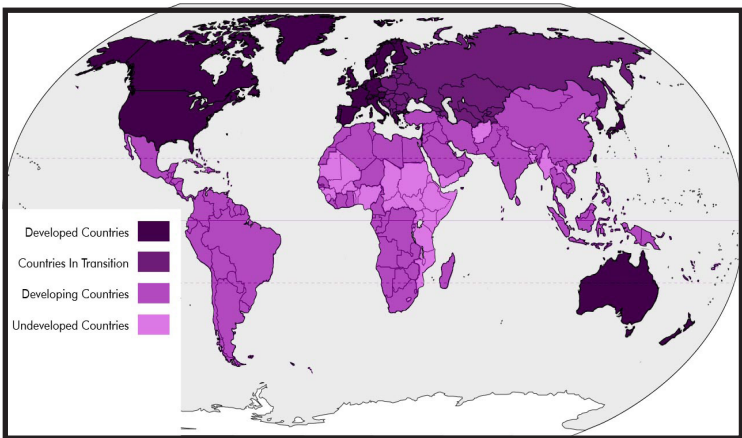 Developed Countries
Countries In Transition
Developing Countries
Undeveloped Countries